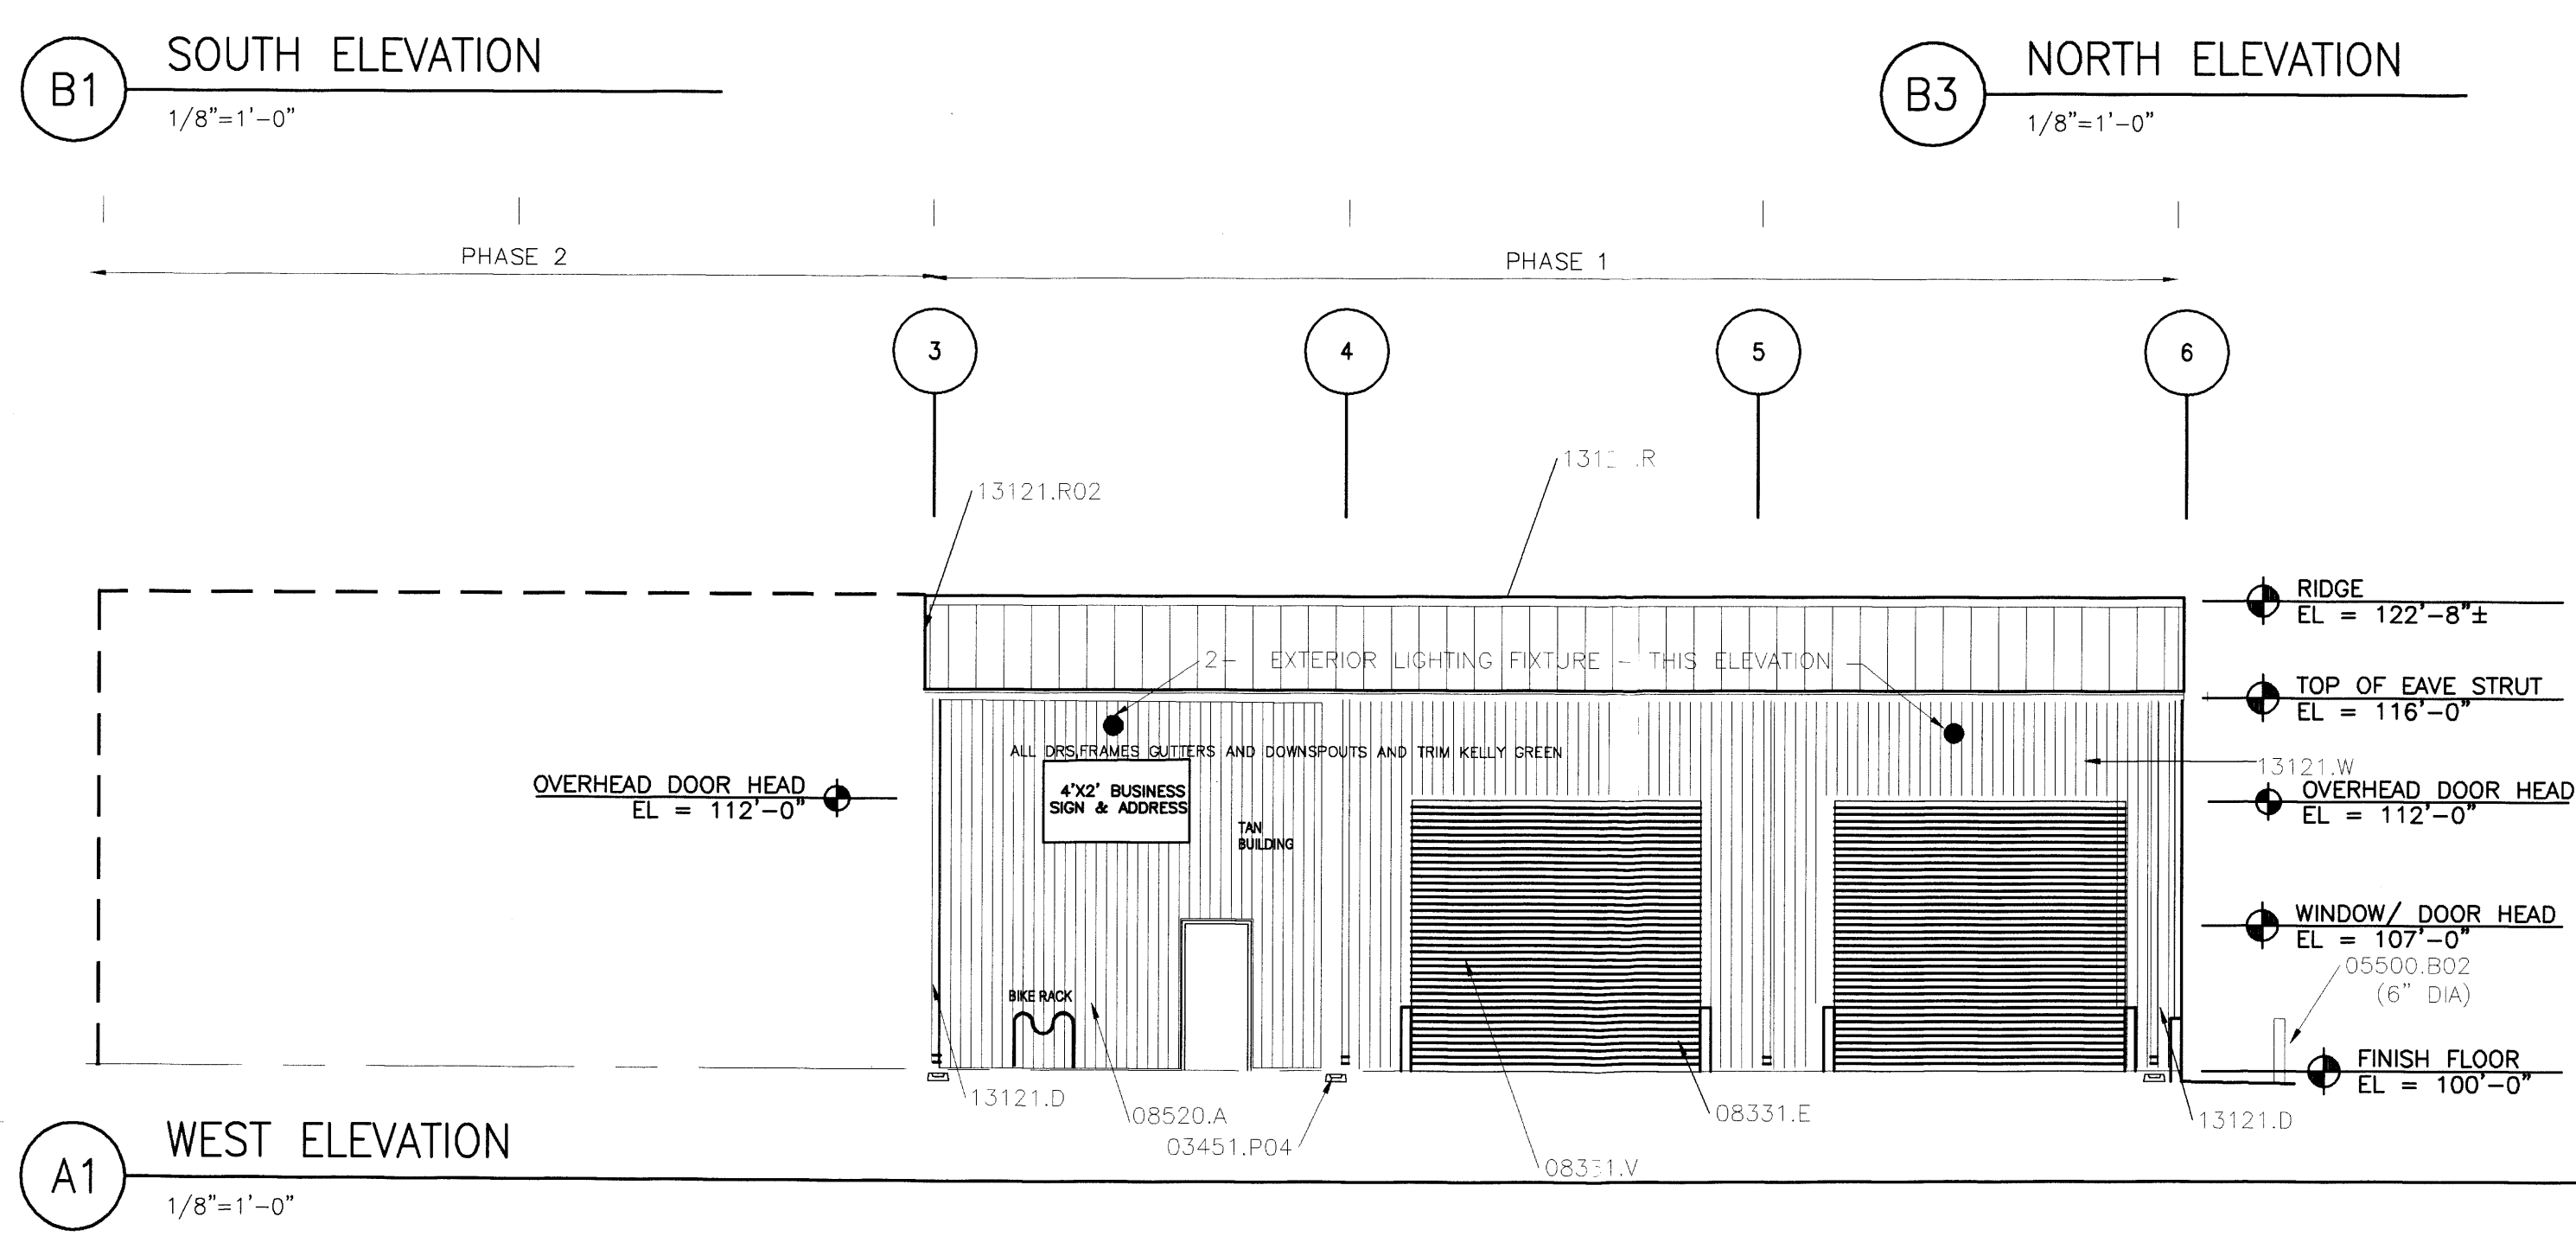 B1
SOUTH ELEVATION
1/8"=1'-0"
B3
NORTH ELEVATION
1/8"=1'-0"
PHASE 2
PHASE 1
3
4
5
6
13121.R02
RIDGE
EL = 122'-8"±
2- EXTERIOR LIGHTING FIXTURE - THIS ELEVATION
TOP OF EAVE STRUT
EL = 116'-0"
ALL DRS,FRAMES GUTTERS AND DOWNSPOUTS AND TRIM KELLY GREEN
13121.W
OVERHEAD DOOR HEAD
EL = 112'-0"
4'X2' BUSINESS
SIGN & ADDRESS
OVERHEAD DOOR HEAD
EL = 112'-0"
TAN
BUILDING
WINDOW/ DOOR HEAD
EL = 107'-0"
05500.B02
(6" DIA)
BIKE RACK
FINISH FLOOR
EL = 100'-0"
13121.D
08520.A
03451.P04
08331.E
13121.D
A1
WEST ELEVATION
1/8"=1'-0"